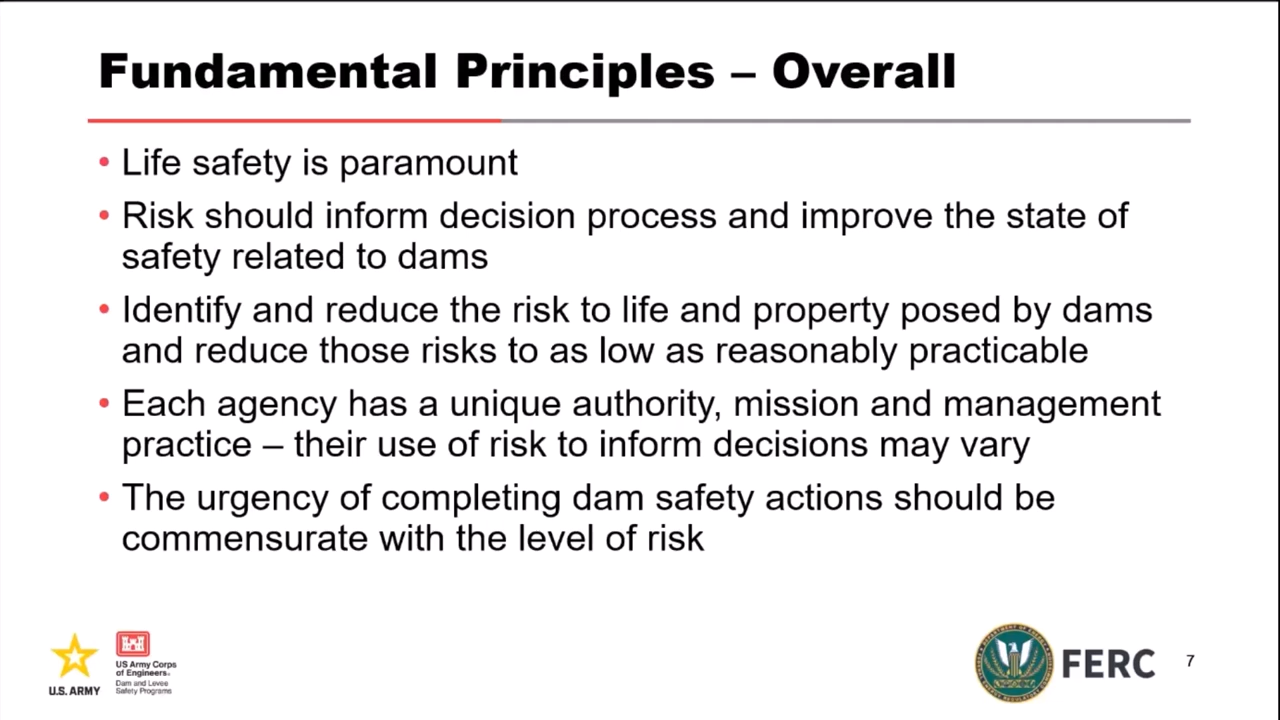 Fundamental Principles – Overall
• Life safety is paramount
• Risk should inform decision process and improve the state of
safety related to dams
• Identify and reduce the risk to life and property posed by dams
and reduce those risks to as low as reasonably practicable
• Each agency has a unique authority, mission and management
practice – their use of risk to inform decisions may vary
• The urgency of completing dam safety actions should be
commensurate with the level of risk
U.S. ARMY
US Army Corps
of Engineers®
Dam and Levee
Safety Programs
FERC
7